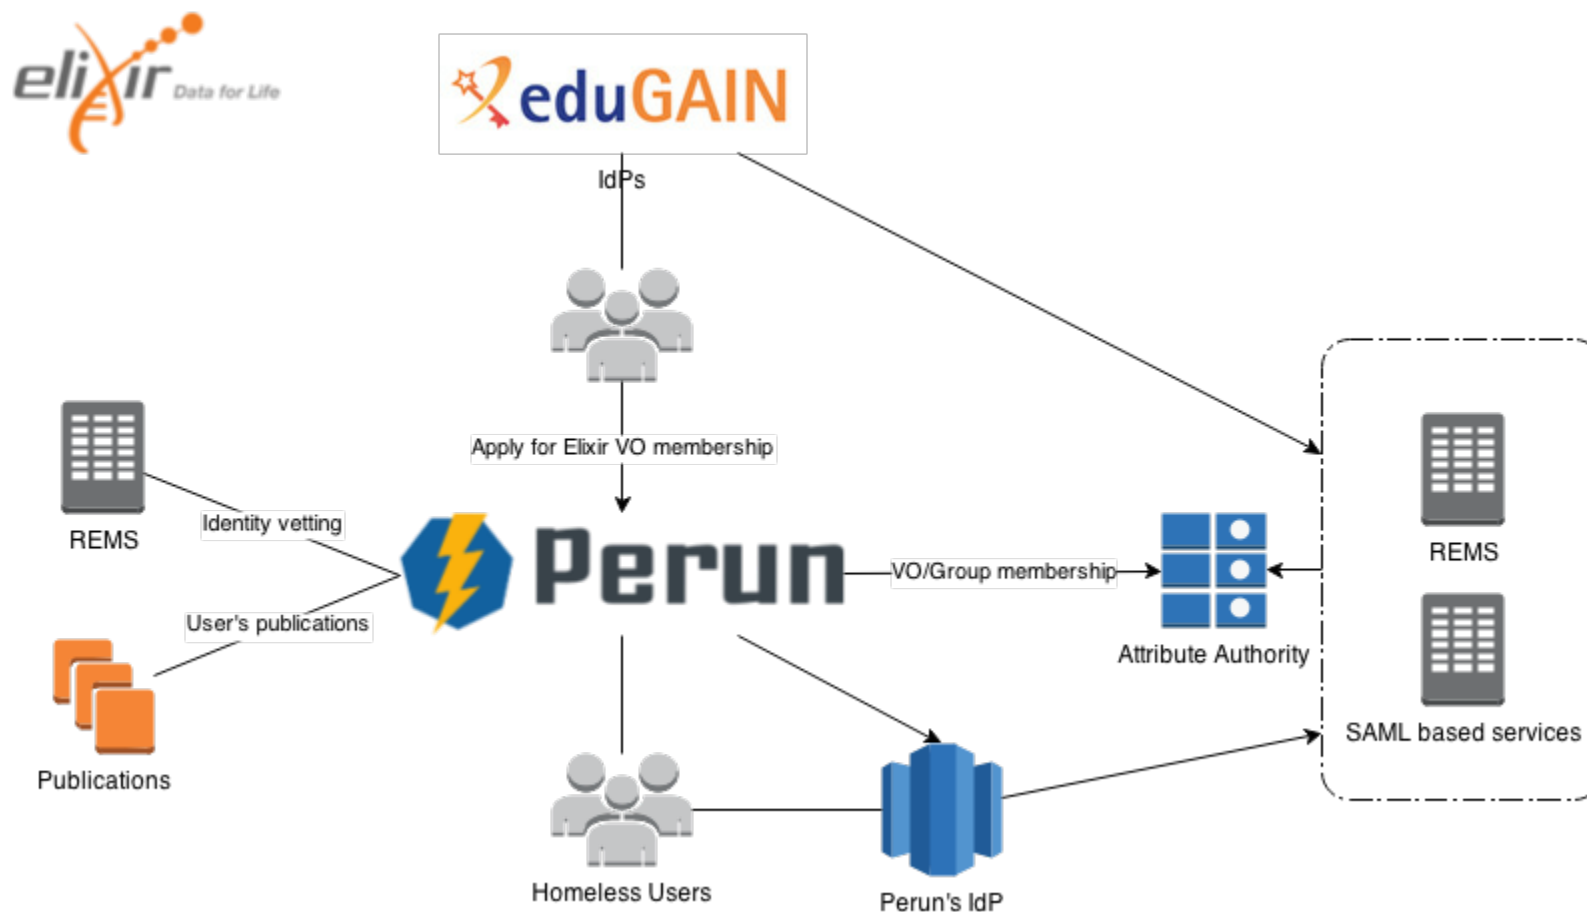 elixir Data for Life
eduGAIN
IdPs
Apply for Elixir VO membership
REMS
Identity vetting
Perun
VO/Group membership
REMS
User's publications
Attribute Authority
SAML based services
Publications
Homeless Users
Perun's IdP